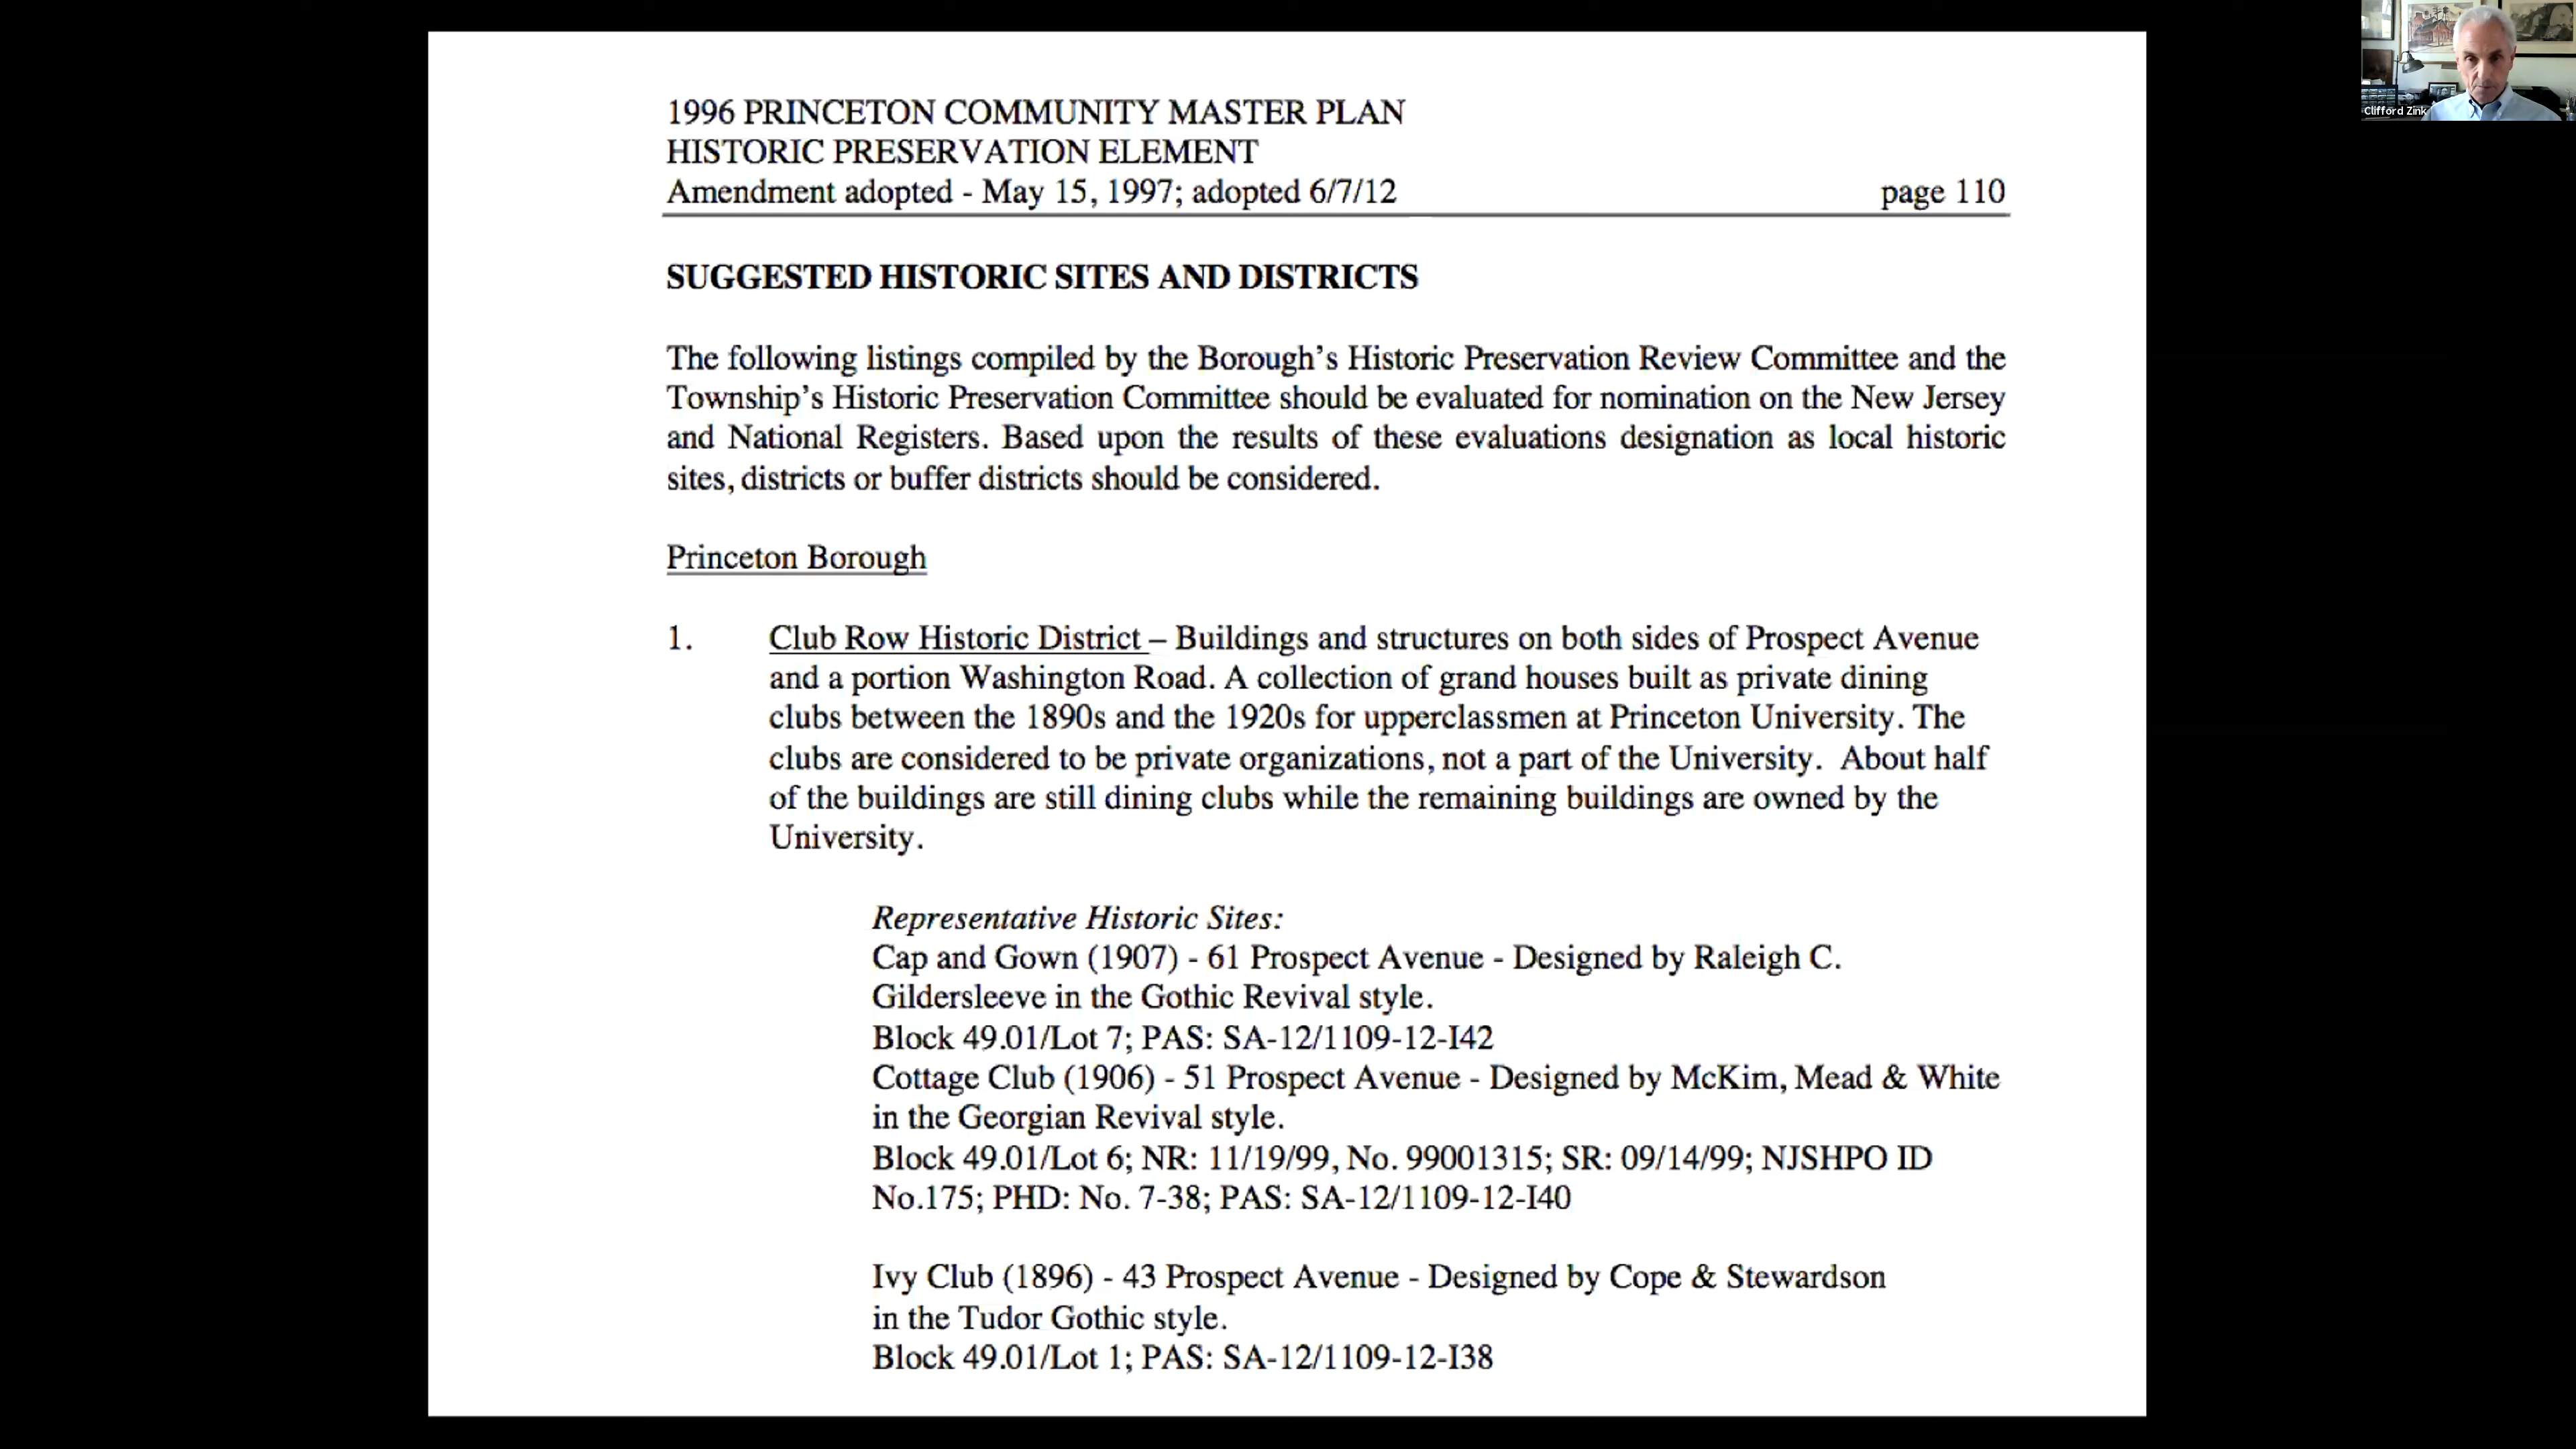 1996 PRINCETON COMMUNITY MASTER PLAN
HISTORIC PRESERVATION ELEMENT
Amendment adopted - May 15, 1997; adopted 6/7/12 page 110
SUGGESTED HISTORIC SITES AND DISTRICTS
The following listings compiled by the Borough's Historic Preservation Review Committee and the
Township's Historic Preservation Committee should be evaluated for nomination on the New Jersey
and National Registers. Based upon the results of these evaluations designation as local historic
sites, districts or buffer districts should be considered.
Princeton Borough
1. Club Row Historic District – Buildings and structures on both sides of Prospect Avenue
and a portion Washington Road. A collection of grand houses built as private dining
clubs between the 1890s and the 1920s for upperclassmen at Princeton University. The
clubs are considered to be private organizations, not a part of the University. About half
of the buildings are still dining clubs while the remaining buildings are owned by the
University.
Representative Historic Sites:
Cap and Gown (1907) - 61 Prospect Avenue - Designed by Raleigh C.
Gildersleeve in the Gothic Revival style.
Block 49.01/Lot 7; PAS: SA-12/1109-12-I42
Cottage Club (1906) - 51 Prospect Avenue - Designed by McKim, Mead & White
in the Georgian Revival style.
Block 49.01/Lot 6; NR: 11/19/99, No. 99001315; SR: 09/14/99; NJSHPO ID
No.175; PHD: No. 7-38; PAS: SA-12/1109-12-I40
Ivy Club (1896) - 43 Prospect Avenue - Designed by Cope & Stewardson
in the Tudor Gothic style.
Block 49.01/Lot 1; PAS: SA-12/1109-12-I38
Clifford Zink